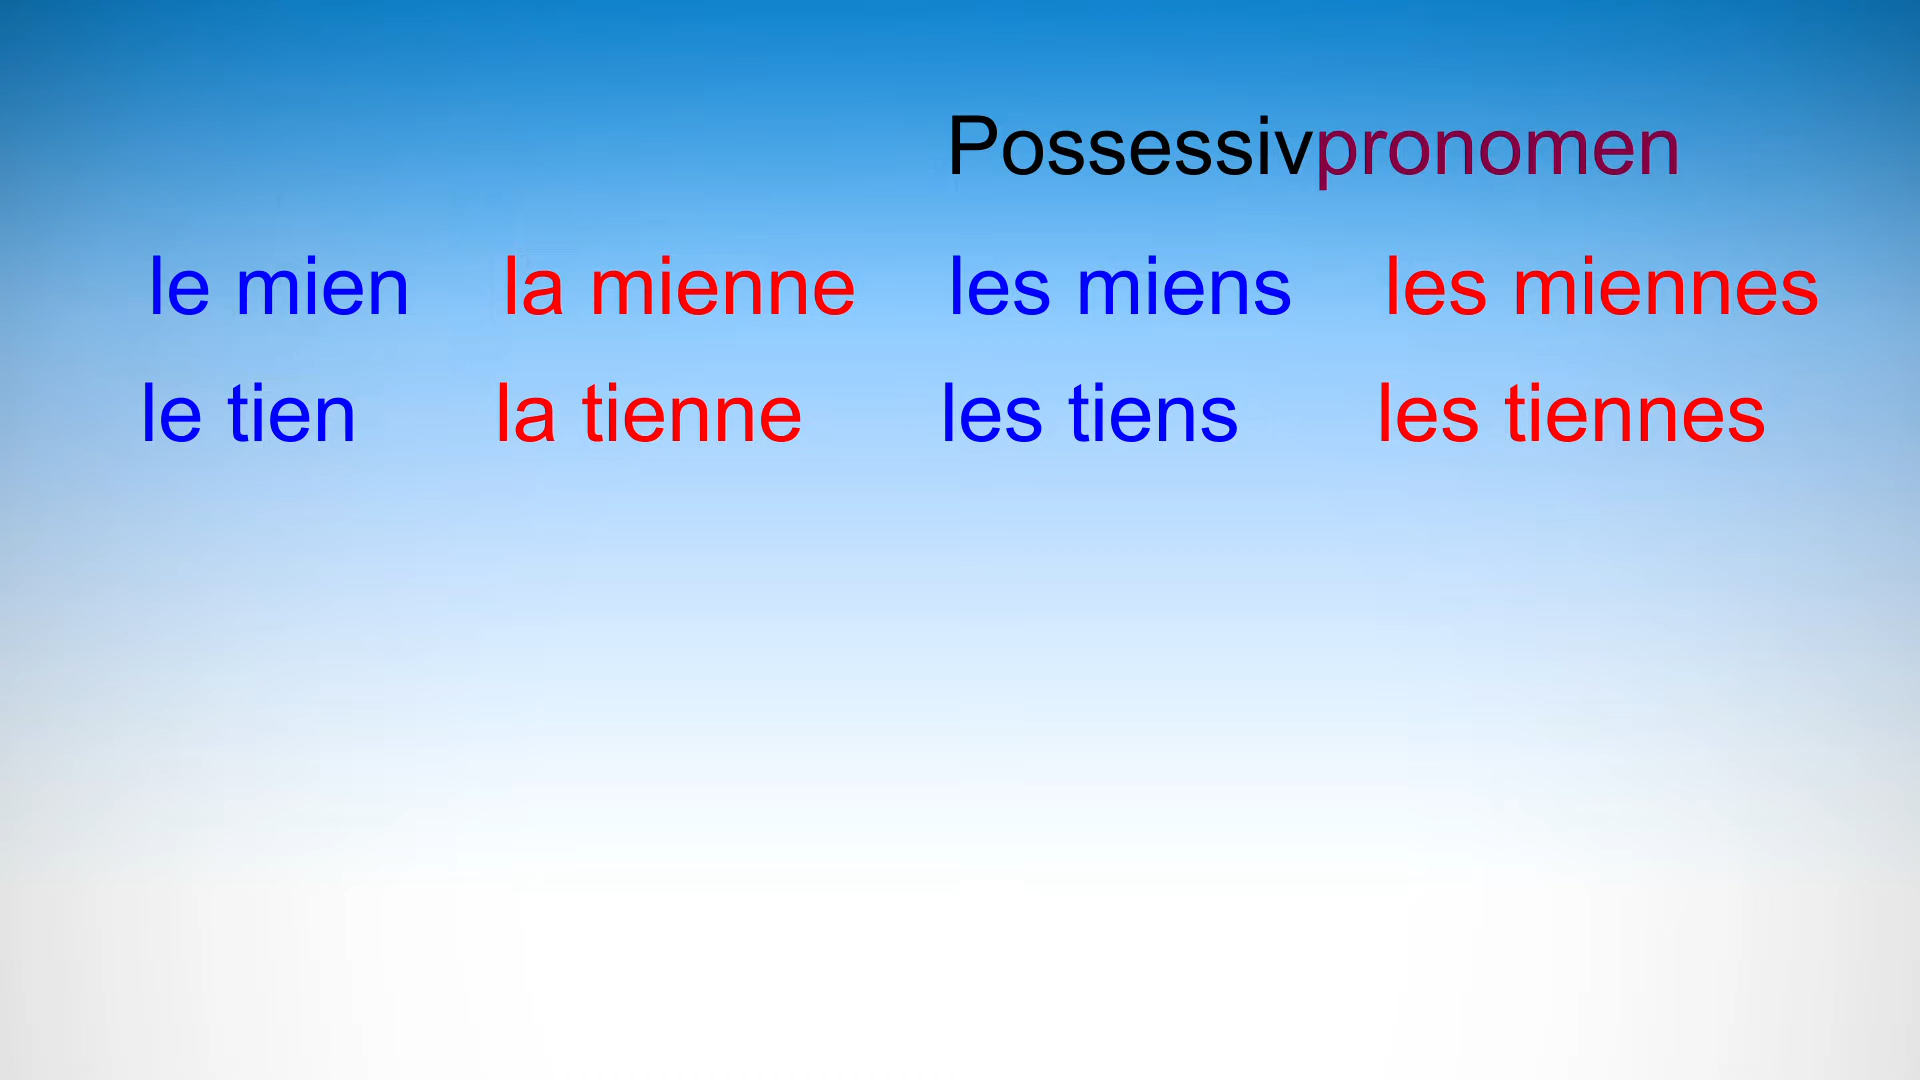 Possessivpronomen
le mien la mienne les miens les miennes
le tien la tienne les tiens les tiennes